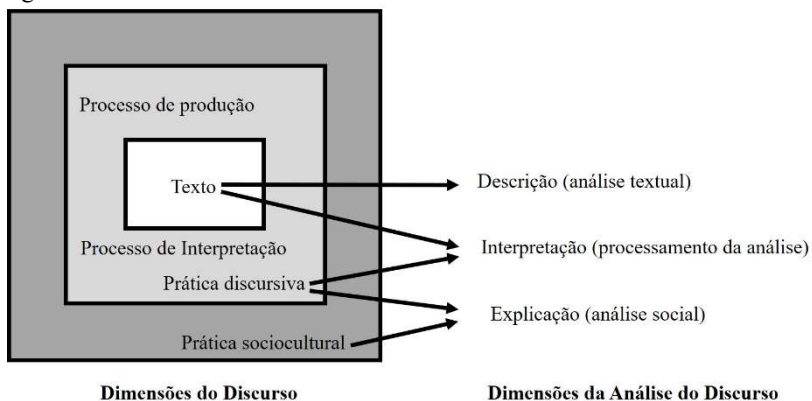 Processo de produção
Texto
Descrição (análise textual)
Processo de Interpretação
Interpretação (processamento da análise)
Prática discursiva
Explicação (análise social)
Prática sociocultural
Dimensões do Discurso
Dimensões da Análise do Discurso